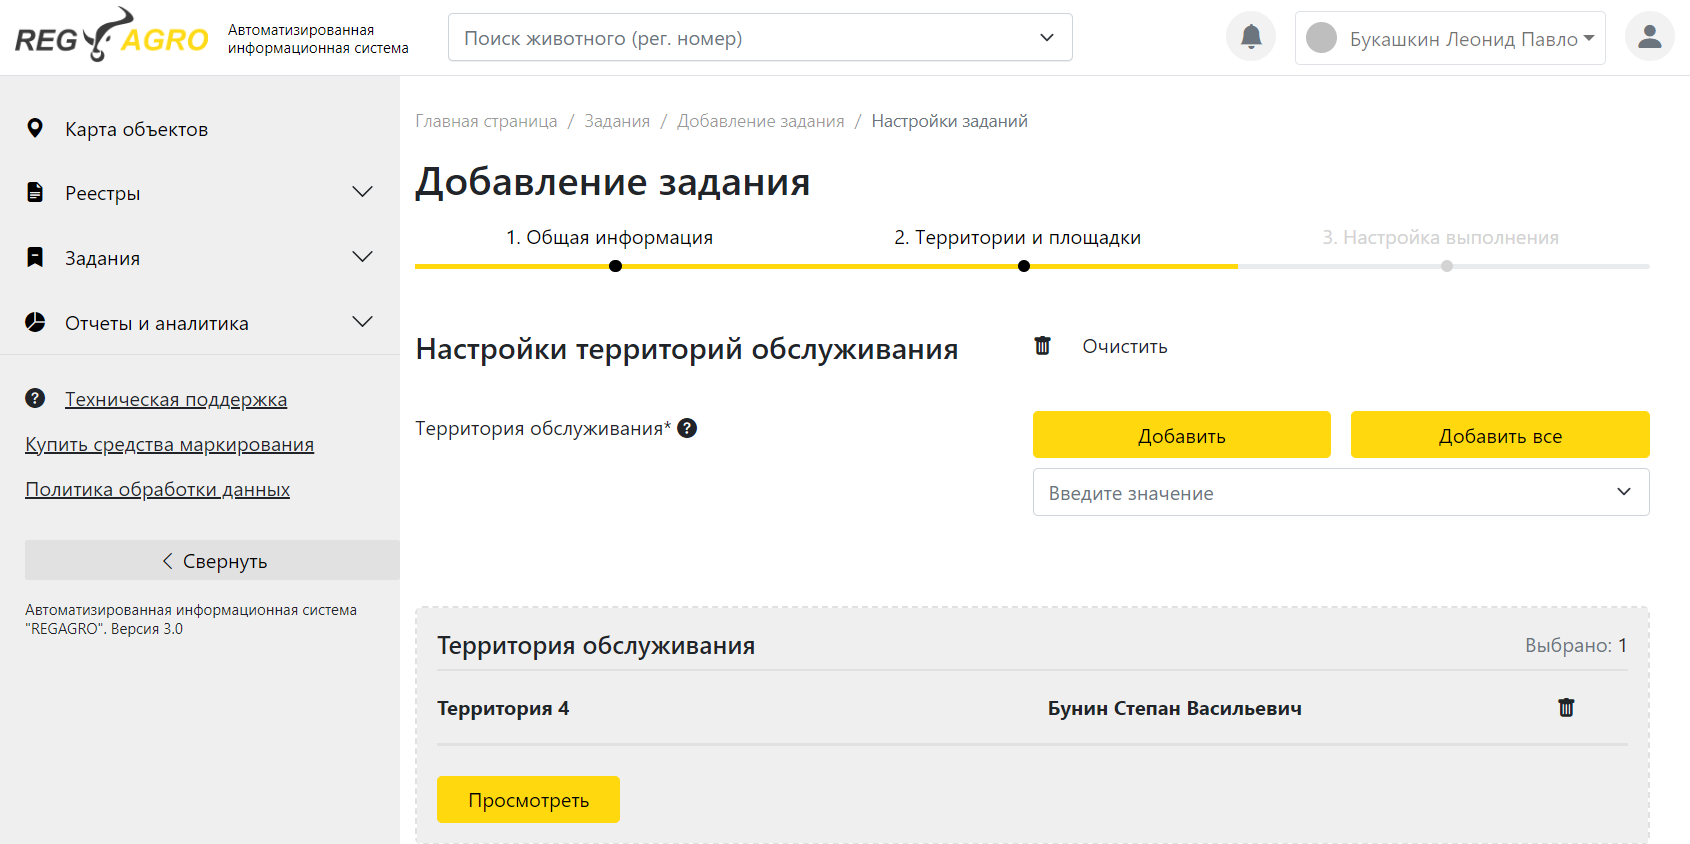 REG AGRO
Автоматизированная
информационная система
Поиск животного (рег. номер)
Букашкин Леонид Павло
Карта объектов
Реестры
Задания
Отчеты и аналитика
Техническая поддержка
Купить средства маркирования
Политика обработки данных
Свернуть
Автоматизированная информационная система
"REGAGRO". Версия 3.0
Главная страница / Задания / Добавление задания / Настройки заданий
Добавление задания
1. Общая информация
2. Территории и площадки
3. Настройка выполнения
Настройки территорий обслуживания
Очистить
Территория обслуживания* ?
Добавить
Добавить все
Введите значение
Территория обслуживания
Выбрано: 1
Территория 4
Бунин Степан Васильевич
Просмотреть